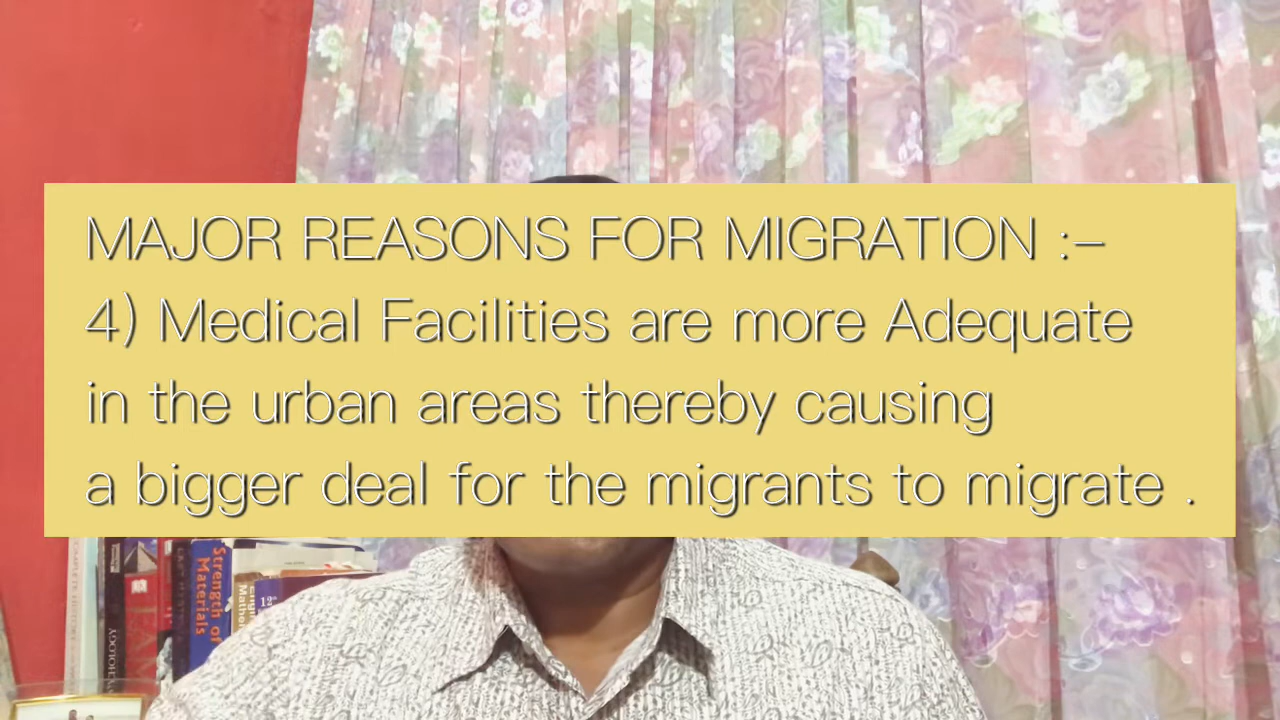 MAJOR REASONS FOR MIGRATION :–
4) Medical Facilities are more Adequate
in the urban areas thereby causing
a bigger deal for the migrants to migrate .
Strength of
Materials
12th